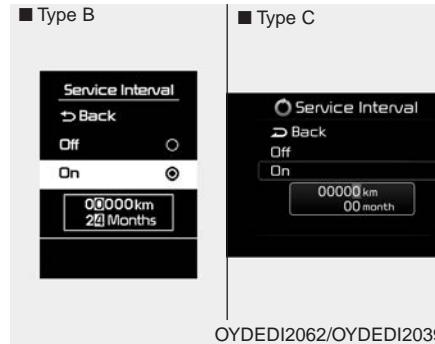 ■ Type B
Service Interval
Back
Off
On
00000km
24 Months
■ Type C
Service Interval
Back
Off
On
00000 km
00 month
OYDEDI2062/OYDEDI2039